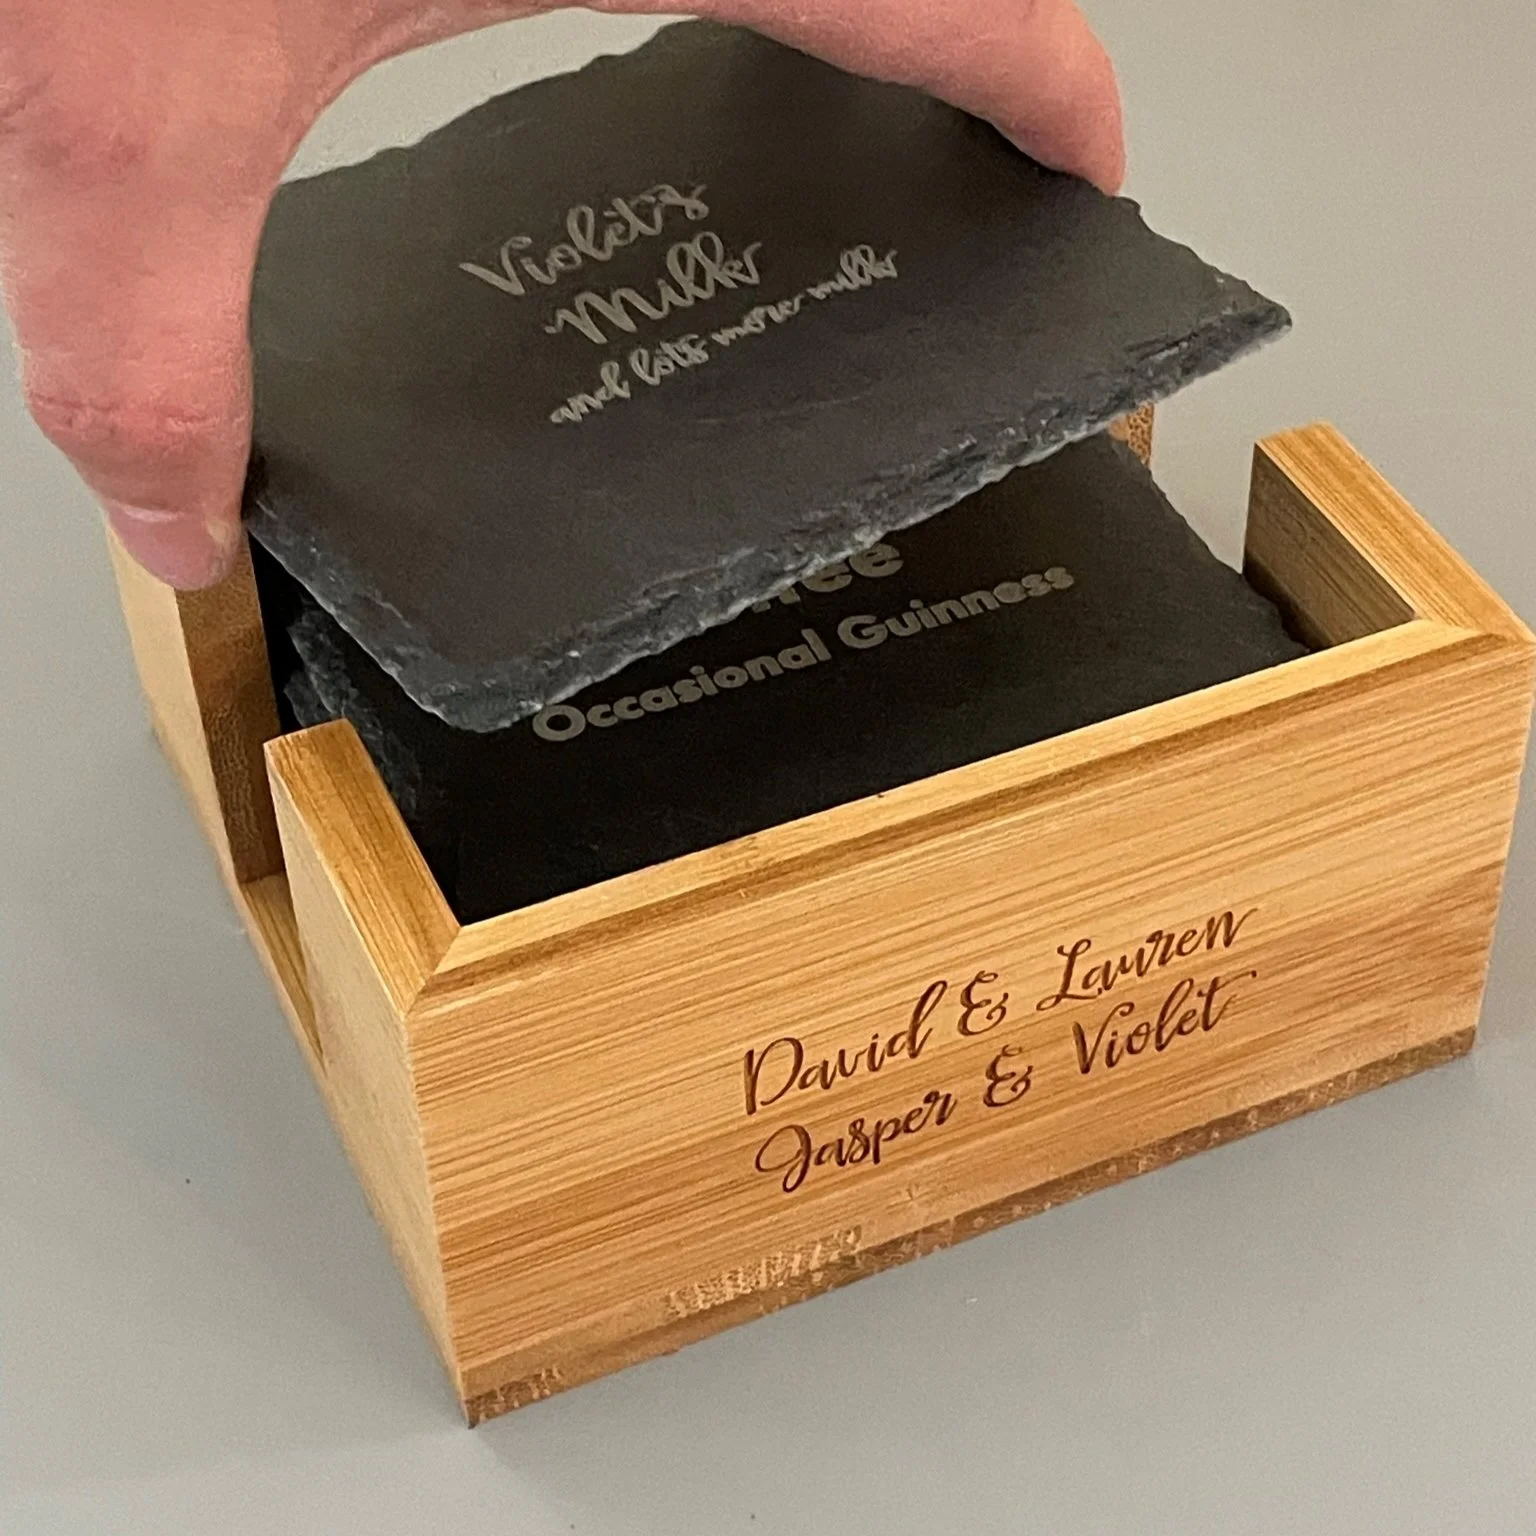 Violet's
Milk
and lots more milk
Occasional Guinness
David & Lauren
Jasper & Violet